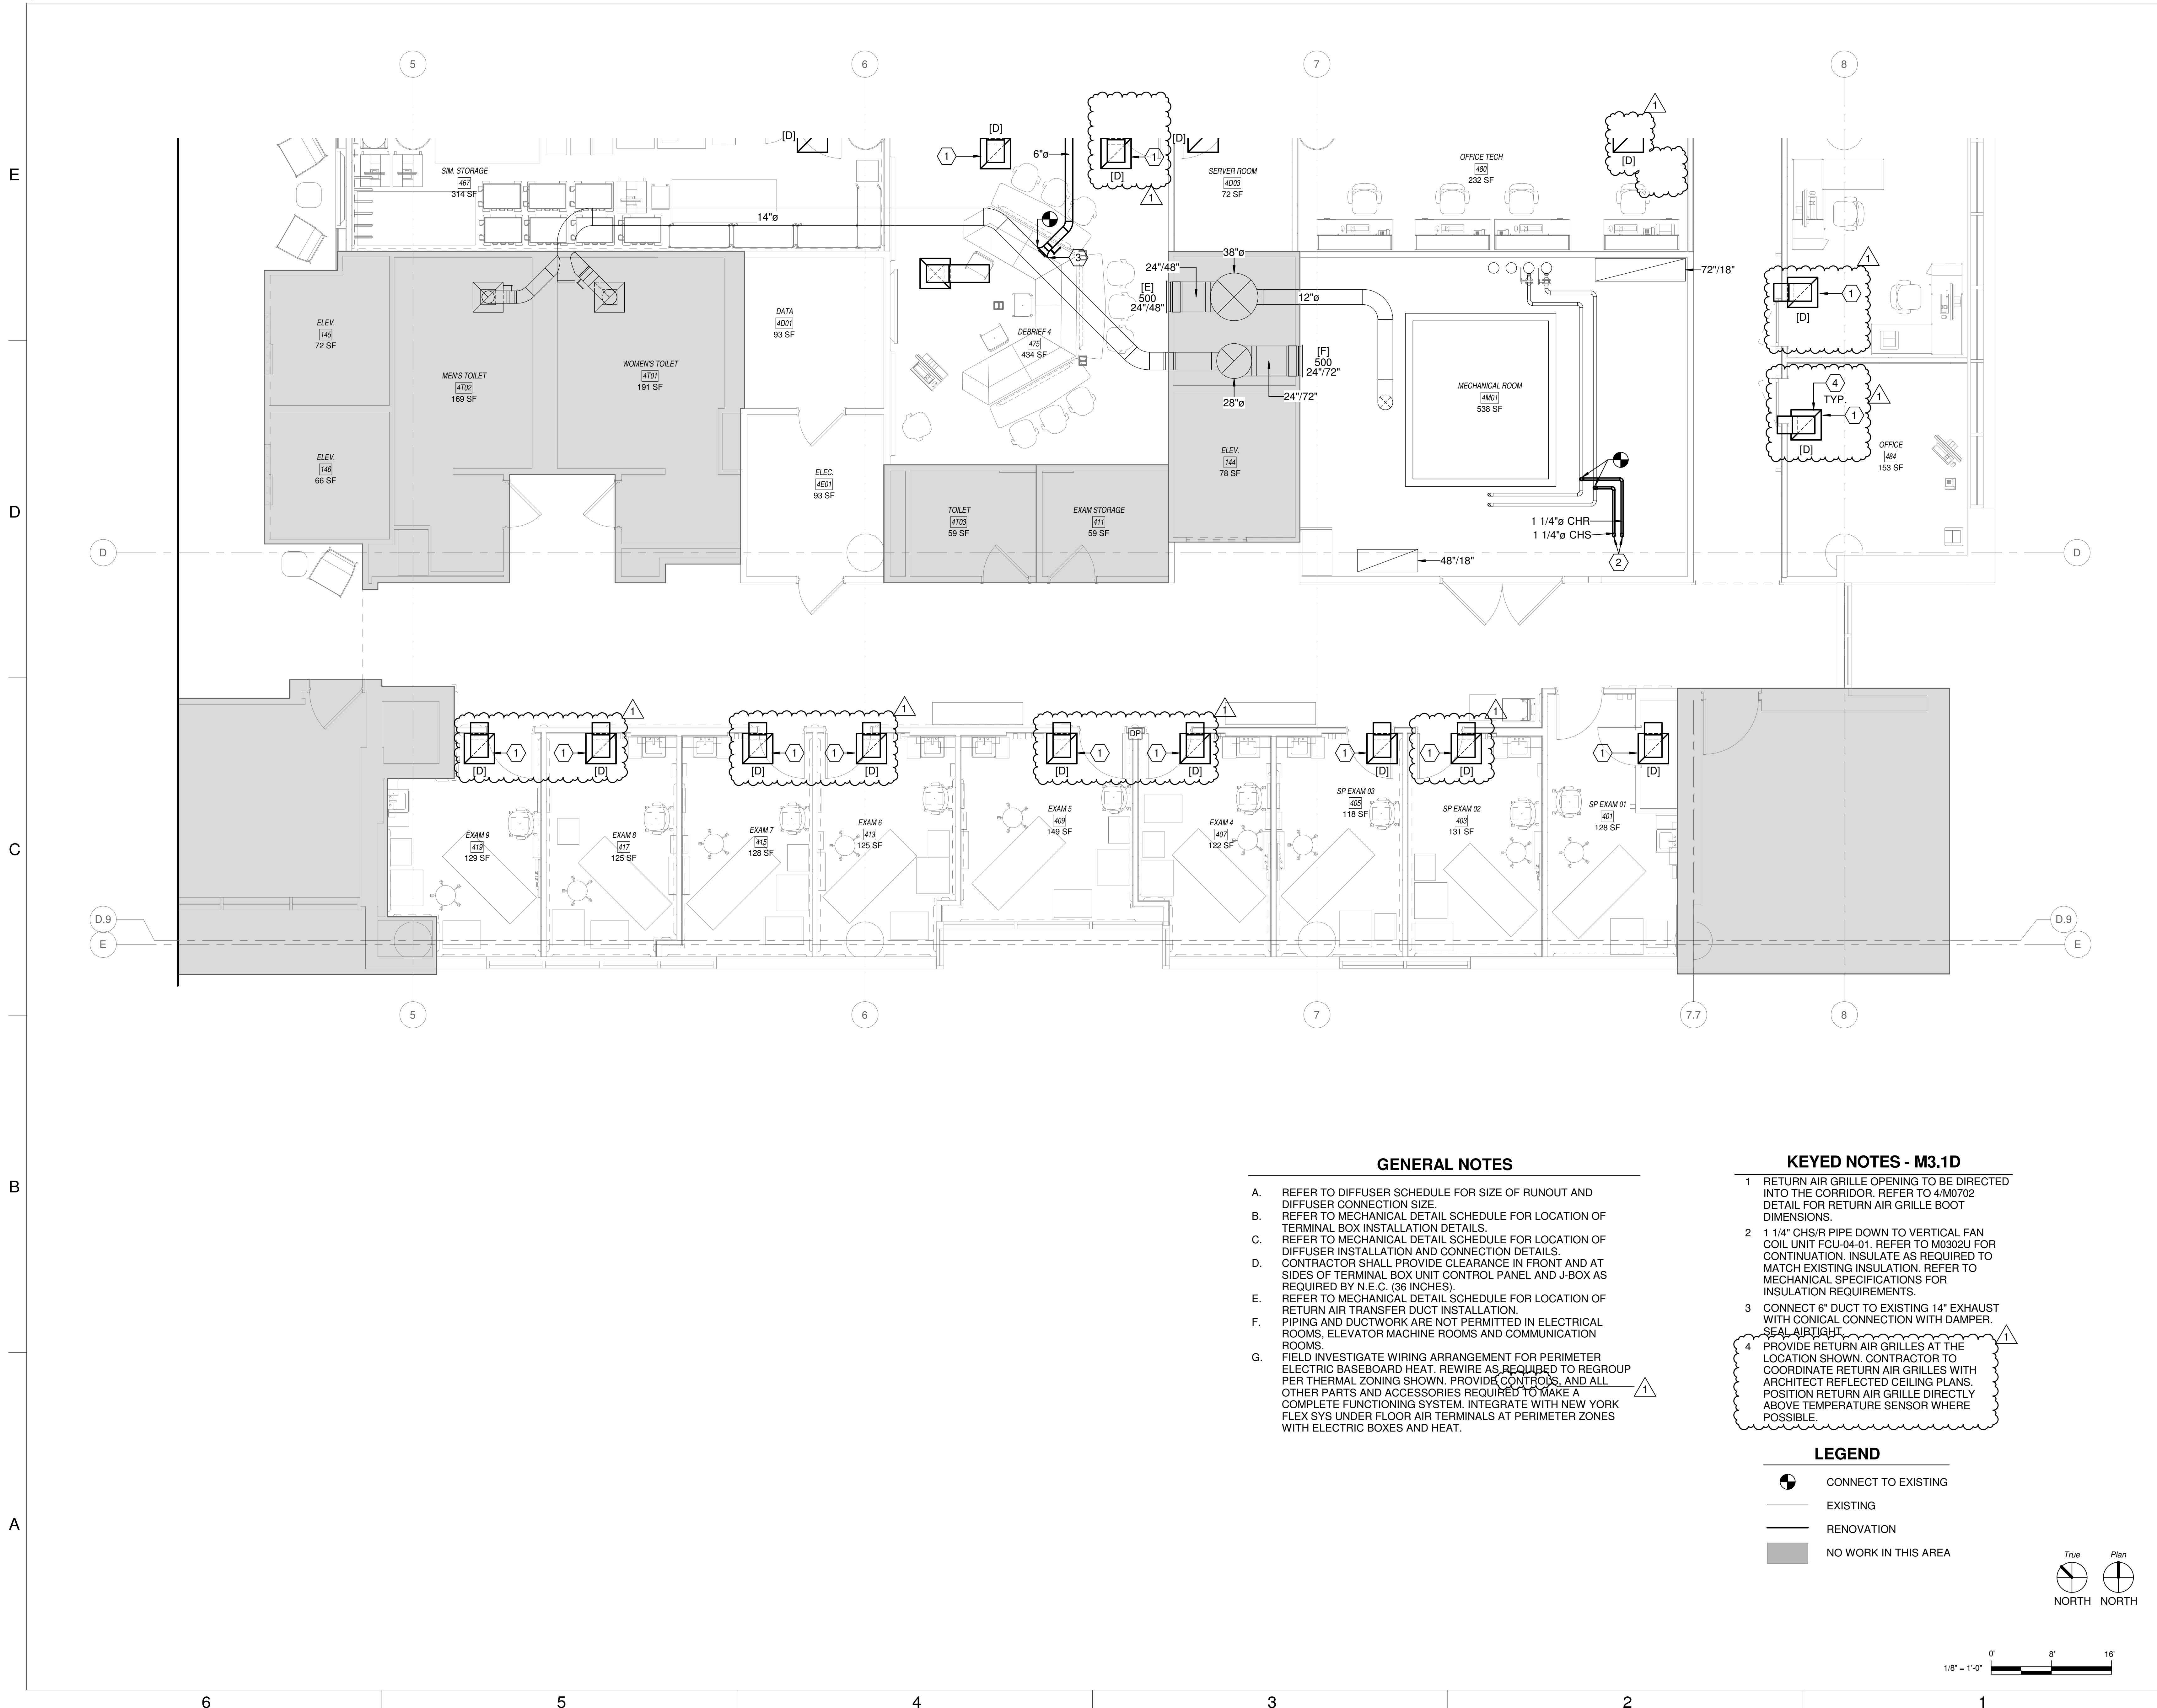 5
6
7
8
E
[D]
[D]
1
6"ø
1
[D]
1
[D]
1
[D]
SIM. STORAGE
467
314 SF
SERVER ROOM
4D03
72 SF
OFFICE TECH
480
232 SF
14"ø
3
38"ø
24"/48"
[E]
500
24"/48"
12"ø
72"/18"
1
1
[D]
ELEV.
145
72 SF
DATA
4D01
93 SF
DEBRIEF 4
475
434 SF
[F]
500
24"/72"
MEN'S TOILET
4T02
169 SF
WOMEN'S TOILET
4T01
191 SF
MECHANICAL ROOM
4M01
538 SF
28"ø
24"/72"
4
TYP.
1
1
[D]
OFFICE
484
153 SF
ELEV.
146
66 SF
ELEC.
4E01
93 SF
ELEV.
144
78 SF
D
TOILET
4T03
59 SF
EXAM STORAGE
411
59 SF
1 1/4"ø CHR
1 1/4"ø CHS
2
48"/18"
D
D
1
1
1
1
1
1
1
1
1
1
DP
1
1
1
[D]
[D]
[D]
[D]
[D]
[D]
[D]
[D]
[D]
C
EXAM 9
419
129 SF
EXAM 8
417
125 SF
EXAM 7
415
128 SF
EXAM 6
413
125 SF
EXAM 5
409
149 SF
EXAM 4
407
122 SF
SP EXAM 03
405
118 SF
SP EXAM 02
403
131 SF
SP EXAM 01
401
128 SF
D.9
E
D.9
E
5
6
7
7.7
8
B
GENERAL NOTES
A. REFER TO DIFFUSER SCHEDULE FOR SIZE OF RUNOUT AND
DIFFUSER CONNECTION SIZE.
B. REFER TO MECHANICAL DETAIL SCHEDULE FOR LOCATION OF
TERMINAL BOX INSTALLATION DETAILS.
C. REFER TO MECHANICAL DETAIL SCHEDULE FOR LOCATION OF
DIFFUSER INSTALLATION AND CONNECTION DETAILS.
D. CONTRACTOR SHALL PROVIDE CLEARANCE IN FRONT AND AT
SIDES OF TERMINAL BOX UNIT CONTROL PANEL AND J-BOX AS
REQUIRED BY N.E.C. (36 INCHES).
E. REFER TO MECHANICAL DETAIL SCHEDULE FOR LOCATION OF
RETURN AIR TRANSFER DUCT INSTALLATION.
F. PIPING AND DUCTWORK ARE NOT PERMITTED IN ELECTRICAL
ROOMS, ELEVATOR MACHINE ROOMS AND COMMUNICATION
ROOMS.
G. FIELD INVESTIGATE WIRING ARRANGEMENT FOR PERIMETER
ELECTRIC BASEBOARD HEAT. REWIRE AS REQUIRED TO REGROUP
PER THERMAL ZONING SHOWN. PROVIDE CONTROLS, AND ALL
OTHER PARTS AND ACCESSORIES REQUIRED TO MAKE A
COMPLETE FUNCTIONING SYSTEM. INTEGRATE WITH NEW YORK
FLEX SYS UNDER FLOOR AIR TERMINALS AT PERIMETER ZONES
WITH ELECTRIC BOXES AND HEAT.
1
KEYED NOTES - M3.1D
1 RETURN AIR GRILLE OPENING TO BE DIRECTED
INTO THE CORRIDOR. REFER TO 4/M0702
DETAIL FOR RETURN AIR GRILLE BOOT
DIMENSIONS.
2 1 1/4" CHS/R PIPE DOWN TO VERTICAL FAN
COIL UNIT FCU-04-01. REFER TO M0302U FOR
CONTINUATION. INSULATE AS REQUIRED TO
MATCH EXISTING INSULATION. REFER TO
MECHANICAL SPECIFICATIONS FOR
INSULATION REQUIREMENTS.
3 CONNECT 6" DUCT TO EXISTING 14" EXHAUST
WITH CONICAL CONNECTION WITH DAMPER.
SEAL AIRTIGHT.
1
4 PROVIDE RETURN AIR GRILLES AT THE
LOCATION SHOWN. CONTRACTOR TO
COORDINATE RETURN AIR GRILLES WITH
ARCHITECT REFLECTED CEILING PLANS.
POSITION RETURN AIR GRILLE DIRECTLY
ABOVE TEMPERATURE SENSOR WHERE
POSSIBLE.
LEGEND
CONNECT TO EXISTING
EXISTING
RENOVATION
NO WORK IN THIS AREA
A
True
NORTH
Plan
NORTH
1/8" = 1'-0"
0'
8'
16'
6
5
4
3
2
1